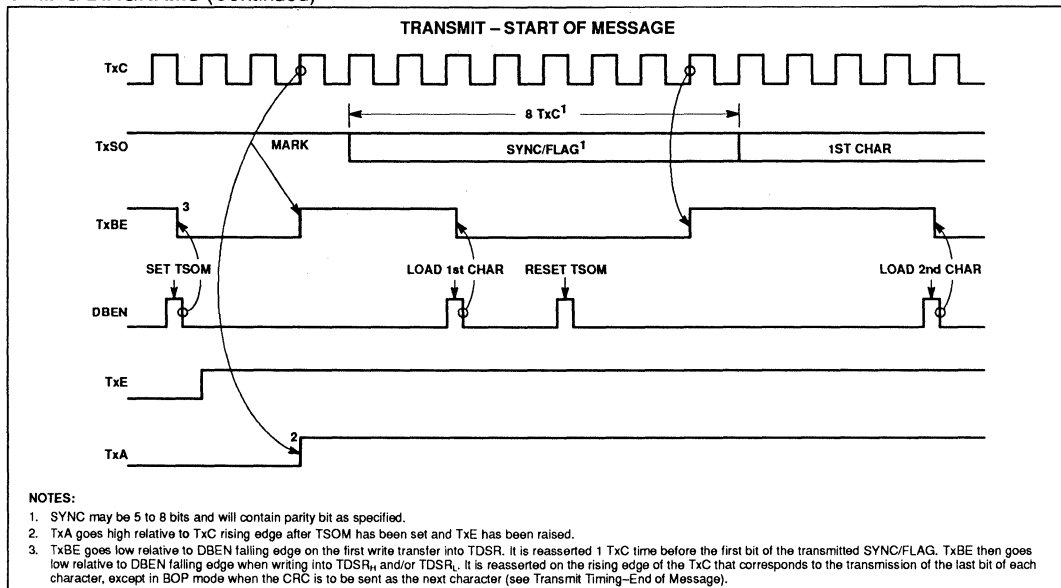 TRANSMIT – START OF MESSAGE
TxC
8 TxC1
TxSO
MARK
SYNC/FLAG1
1ST CHAR
TxBE
3
SET TSOM
LOAD 1st CHAR
RESET TSOM
LOAD 2nd CHAR
DBEN
TxE
2
TxA
NOTES:
1. SYNC may be 5 to 8 bits and will contain parity bit as specified.
2. TxA goes high relative to TxC rising edge after TSOM has been set and TxE has been raised.
3. TxBE goes low relative to DBEN falling edge on the first write transfer into TDSR. It is reasserted 1 TxC time before the first bit of the transmitted SYNC/FLAG. TxBE then goes
low relative to DBEN falling edge when writing into TDSRH and/or TDSRL. It is reasserted on the rising edge of the TxC that corresponds to the transmission of the last bit of each
character, except in BOP mode when the CRC is to be sent as the next character (see Transmit Timing–End of Message).